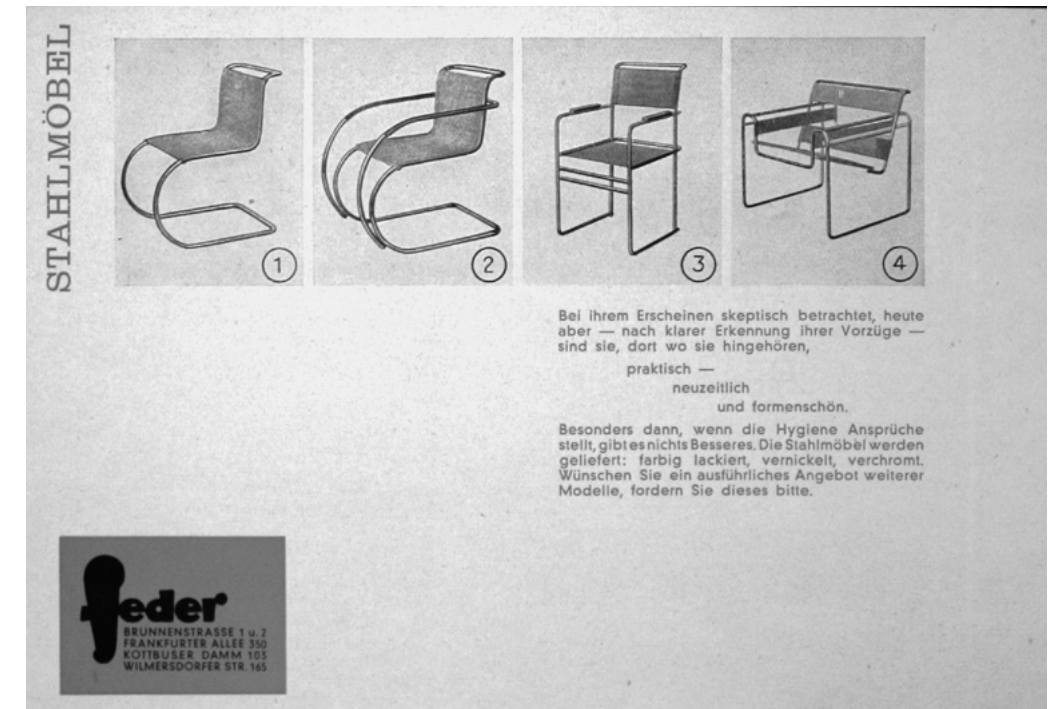 STAHLMÖBEL
1
2
3
4
Bei ihrem Erscheinen skeptisch betrachtet, heute
aber — nach klarer Erkennung ihrer Vorzüge —
sind sie, dort wo sie hingehören,
praktisch —
neuzeitlich
und formenschön.
Besonders dann, wenn die Hygiene Ansprüche
stellt, gibt es nichts Besseres. Die Stahlmöbel werden
geliefert: farbig lackiert, vernickelt, verchromt.
Wünschen Sie ein ausführliches Angebot weiterer
Modelle, fordern Sie dieses bitte.
feder
BRUNNENSTRASSE 1 u. 2
FRANKFURTER ALLEE 350
KOTTBUSER DAMM 103
WILMERSDORFER STR. 165